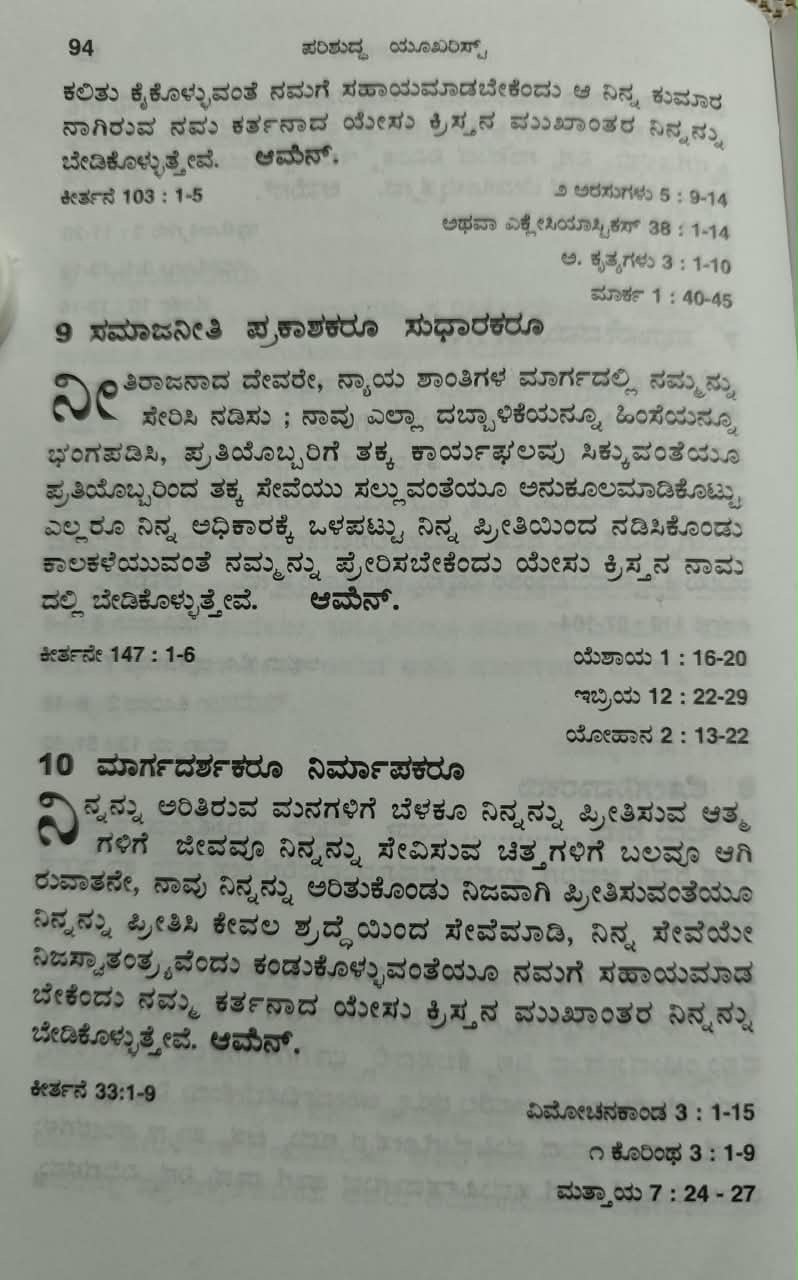 94 ಪರಿಶುದ್ಧ ಯೂಖರಿಸ್ಟ್
ಕಲಿತು ಕೈಕೊಳ್ಳುವಂತೆ ನಮಗೆ ಸಹಾಯಮಾಡಬೇಕೆಂದು ಆ ನಿನ್ನ ಕುಮಾರ
ನಾಗಿರುವ ನಮ್ಮ ಕರ್ತನಾದ ಯೇಸು ಕ್ರಿಸ್ತನ ಮುಖಾಂತರ ನಿನ್ನನ್ನು
ಬೇಡಿಕೊಳ್ಳುತ್ತೇವೆ. ಆಮೆನ್.
ಕೀರ್ತನೆ 103 : 1-5 ೨ ಅರಸುಗಳು 5 : 9-14
ಅಥವಾ ಎಕ್ಲೇಸಿಯಾಸ್ಟಿಕಸ್ 38 : 1-14
ಅ. ಕೃತ್ಯಗಳು 3 : 1-10
ಮಾರ್ಕ 1 : 40-45
9 ಸಮಾಜನೀತಿ ಪ್ರಕಾಶಕರೂ ಸುಧಾರಕರೂ
ನೀತಿರಾಜನಾದ ದೇವರೇ, ನ್ಯಾಯ ಶಾಂತಿಗಳ ಮಾರ್ಗದಲ್ಲಿ ನಮ್ಮನ್ನು
ಸೇರಿಸಿ ನಡಿಸು ; ನಾವು ಎಲ್ಲಾ ದಬ್ಬಾಳಿಕೆಯನ್ನೂ ಹಿಂಸೆಯನ್ನೂ
ಭಂಗಪಡಿಸಿ, ಪ್ರತಿಯೊಬ್ಬರಿಗೆ ತಕ್ಕ ಕಾರ್ಯಫಲವು ಸಿಕ್ಕುವಂತೆಯೂ
ಪ್ರತಿಯೊಬ್ಬರಿಂದ ತಕ್ಕ ಸೇವೆಯು ಸಲ್ಲುವಂತೆಯೂ ಅನುಕೂಲಮಾಡಿಕೊಟ್ಟು
ಎಲ್ಲರೂ ನಿನ್ನ ಅಧಿಕಾರಕ್ಕೆ ಒಳಪಟ್ಟು ನಿನ್ನ ಪ್ರೀತಿಯಿಂದ ನಡಿಸಿಕೊಂಡು
ಕಾಲಕಳೆಯುವಂತೆ ನಮ್ಮನ್ನು ಪ್ರೇರಿಸಬೇಕೆಂದು ಯೇಸು ಕ್ರಿಸ್ತನ ನಾಮ
ದಲ್ಲಿ ಬೇಡಿಕೊಳ್ಳುತ್ತೇವೆ. ಆಮೆನ್.
ಕೀರ್ತನೇ 147 : 1-6 ಯೆಶಾಯ 1 : 16-20
ಇಬ್ರಿಯ 12 : 22-29
ಯೋಹಾನ 2 : 13-22
10 ಮಾರ್ಗದರ್ಶಕರೂ ನಿರ್ಮಾಪಕರೂ
ನಿನ್ನನ್ನು ಅರಿತಿರುವ ಮನಗಳಿಗೆ ಬೆಳಕೂ ನಿನ್ನನ್ನು ಪ್ರೀತಿಸುವ ಆತ್ಮ
ಗಳಿಗೆ ಜೀವವೂ ನಿನ್ನನ್ನು ಸೇವಿಸುವ ಚಿತ್ತಗಳಿಗೆ ಬಲವೂ ಆಗಿ
ರುವಾತನೇ, ನಾವು ನಿನ್ನನ್ನು ಅರಿತುಕೊಂಡು ನಿಜವಾಗಿ ಪ್ರೀತಿಸುವಂತೆಯೂ
ನಿನ್ನನ್ನು ಪ್ರೀತಿಸಿ ಕೇವಲ ಶ್ರದ್ಧೆಯಿಂದ ಸೇವೆಮಾಡಿ, ನಿನ್ನ ಸೇವೆಯೇ
ನಿಜಸ್ವಾತಂತ್ರ್ಯವೆಂದು ಕಂಡುಕೊಳ್ಳುವಂತೆಯೂ ನಮಗೆ ಸಹಾಯಮಾಡ
ಬೇಕೆಂದು ನಮ್ಮ ಕರ್ತನಾದ ಯೇಸು ಕ್ರಿಸ್ತನ ಮುಖಾಂತರ ನಿನ್ನನ್ನು
ಬೇಡಿಕೊಳ್ಳುತ್ತೇವೆ. ಆಮೆನ್.
ಕೀರ್ತನೆ 33:1-9 ವಿಮೋಚನಕಾಂಡ 3 : 1-15
೧ ಕೊರಿಂಥ 3 : 1-9
ಮತ್ತಾಯ 7 : 24 - 27